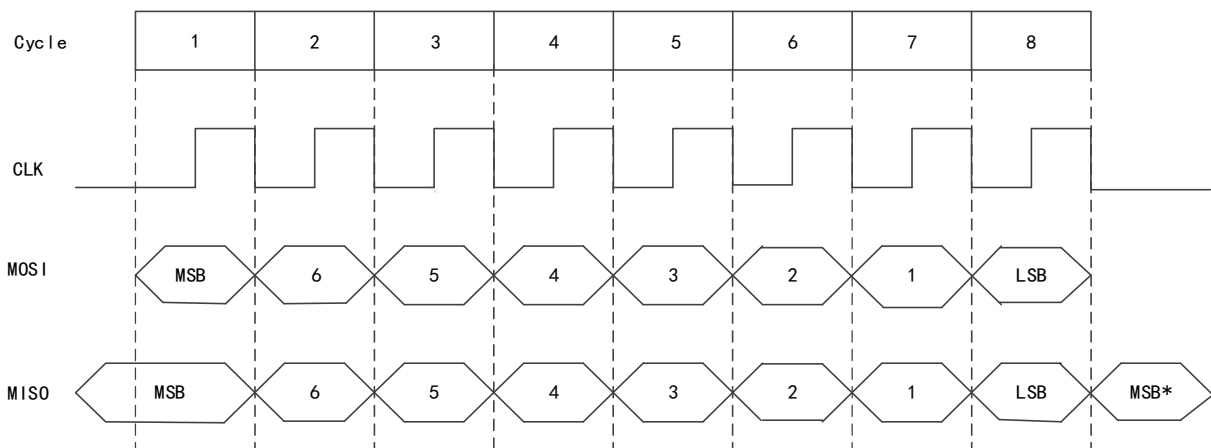 Cycle 1 2 3 4 5 6 7 8
CLK
MOSI MSB 6 5 4 3 2 1 LSB
MISO MSB 6 5 4 3 2 1 LSB MSB*